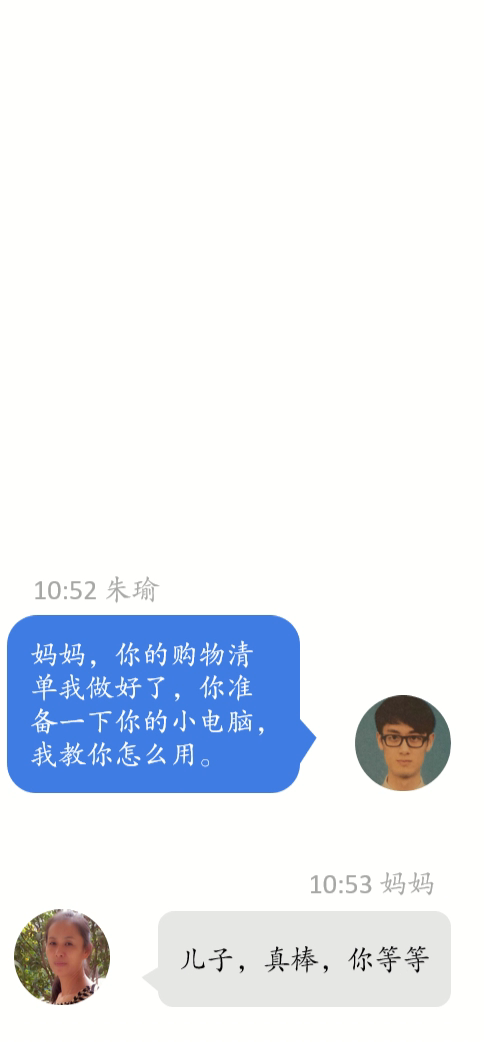 10:52 朱瑜
妈妈，你的购物清
单我做好了，你准
备一下你的小电脑，
我教你怎么用。
10:53 妈妈
儿子，真棒，你等等